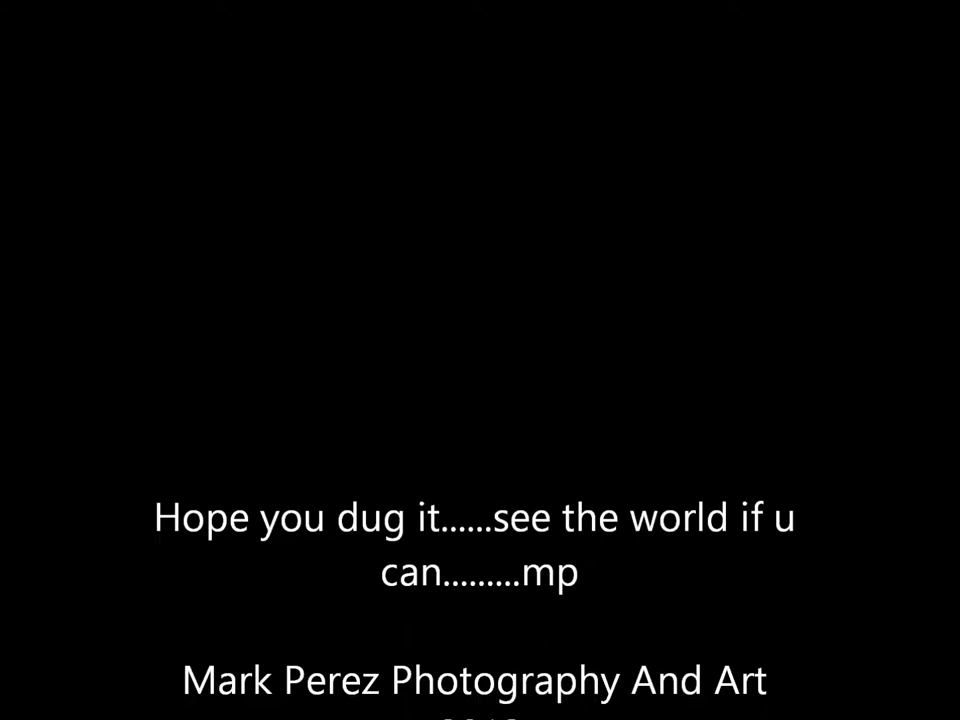 Hope you dug it......see the world if u
can.........mp
Mark Perez Photography And Art